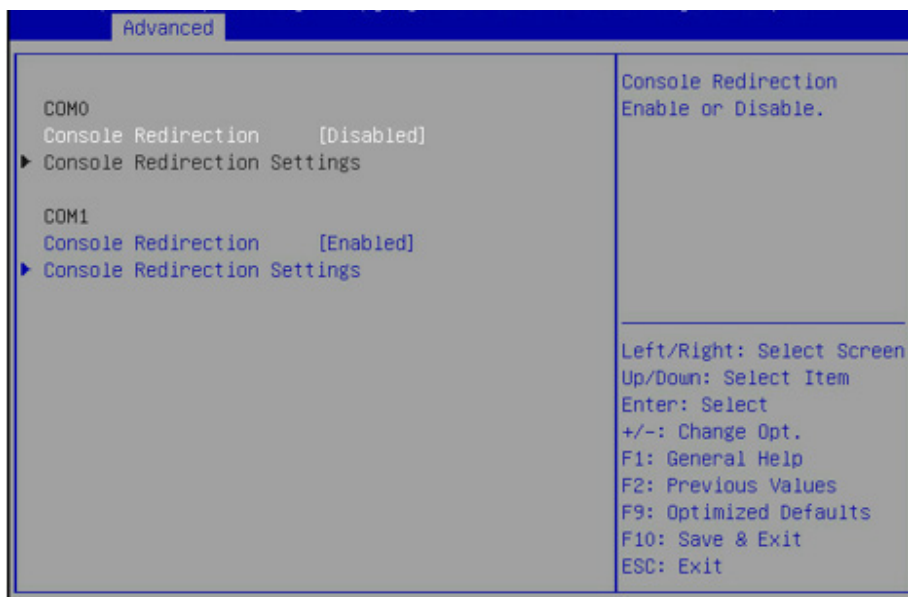 Advanced
COM0
Console Redirection [Disabled]
Console Redirection Settings
COM1
Console Redirection [Enabled]
Console Redirection Settings
Console Redirection
Enable or Disable.
Left/Right: Select Screen
Up/Down: Select Item
Enter: Select
+/-: Change Opt.
F1: General Help
F2: Previous Values
F9: Optimized Defaults
F10: Save & Exit
ESC: Exit